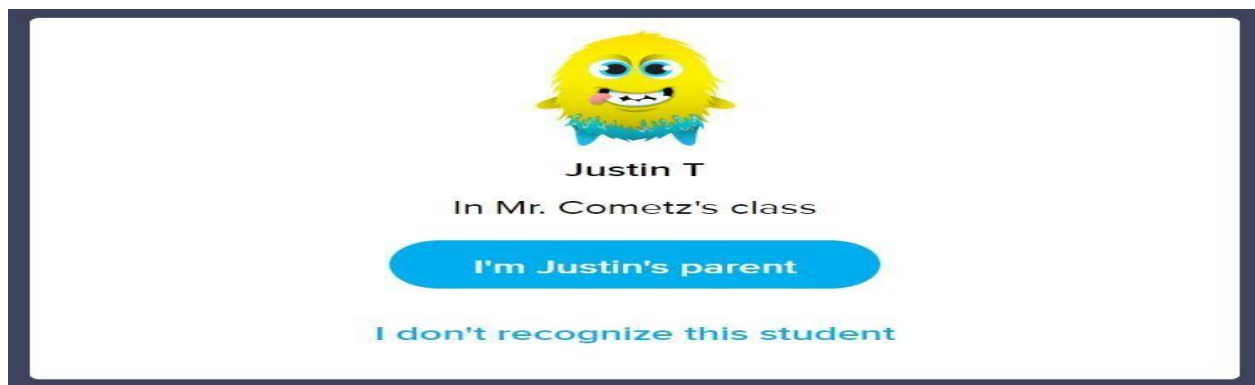 Justin T
In Mr. Cometz's class
I'm Justin's parent
I don't recognize this student